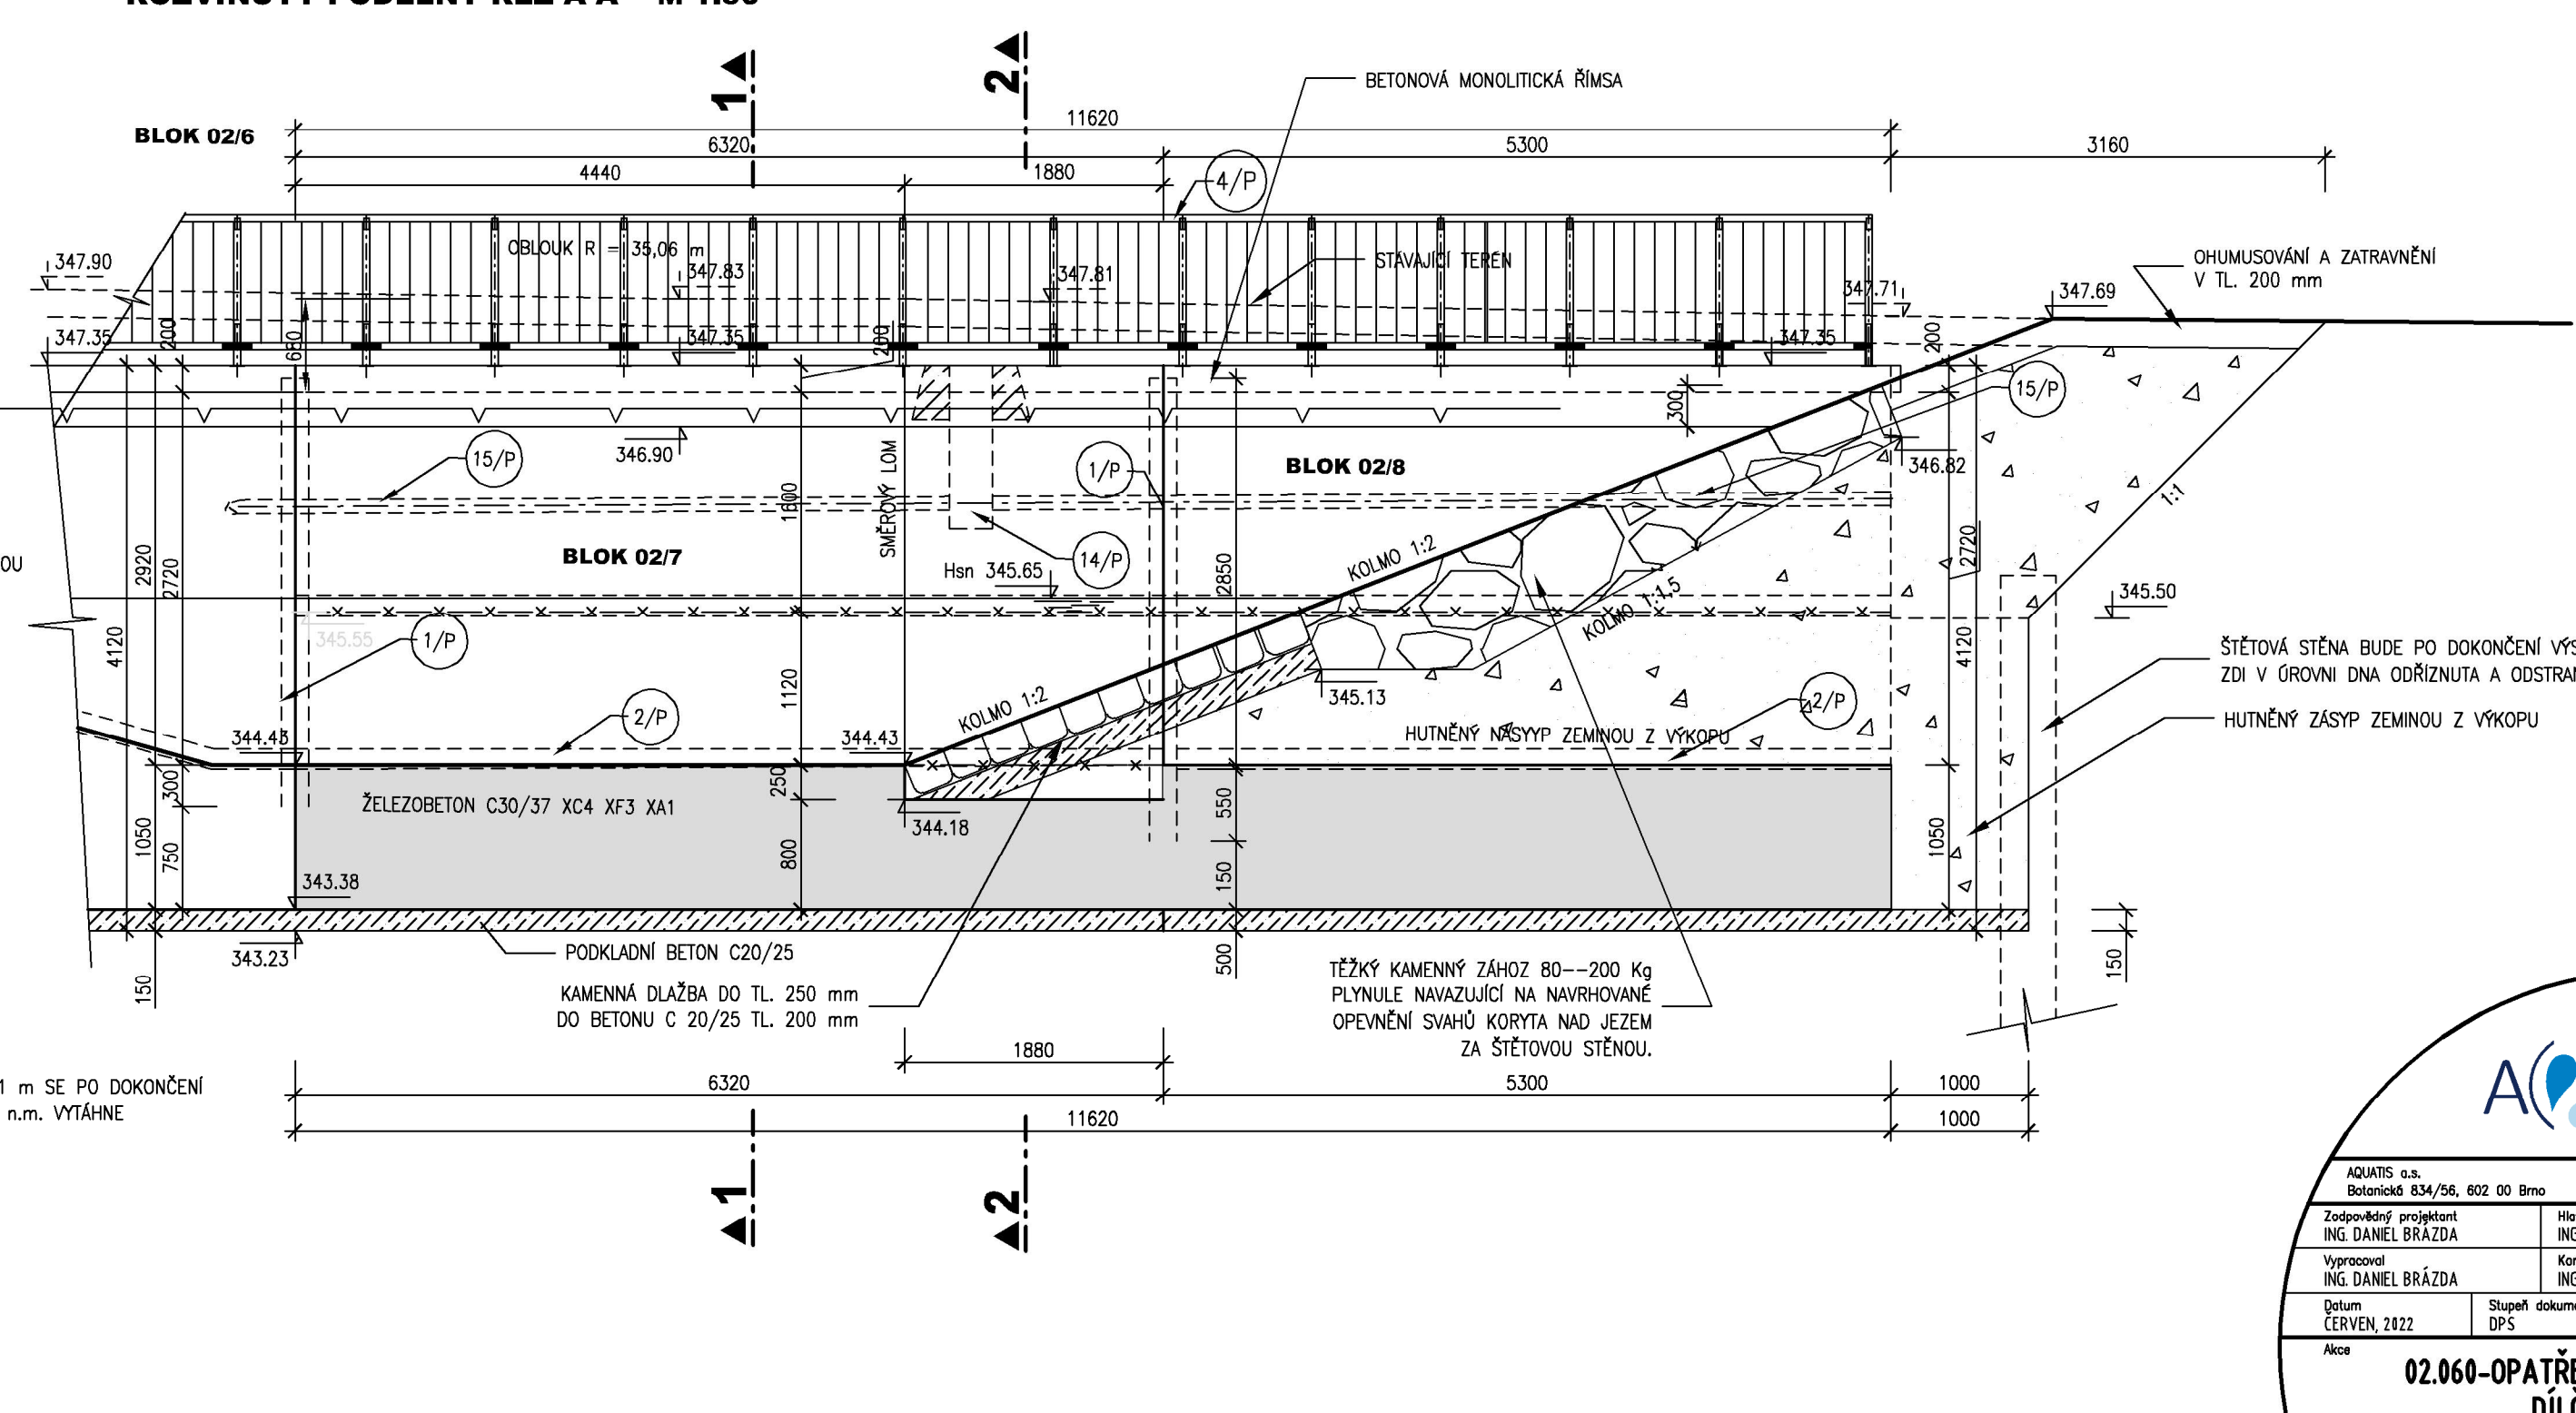 1
2
BETONOVÁ MONOLITICKÁ ŘÍMSA
11620
BLOK 02/6
6320
5300
3160
4440
1880
4/P
OBLOUK R = 35,06 m
STÁVAJÍCÍ TERÉN
OHUMUSOVÁNÍ A ZATRAVNĚNÍ
V TL. 200 mm
347.90
347.83
347.81
347.71
347.69
347.35
200
680
347.35
200
347.35
200
15/P
300
346.90
15/P
SMĚROVÝ LOM
1/P
BLOK 02/8
346.82
1:1
1600
OU
2920
2720
BLOK 02/7
14/P
Hsn 345.65
2850
KOLMO 1:2
KOLMO 1:1,5
2720
345.50
345.55
1/P
4120
4120
ŠTĚTOVÁ STĚNA BUDE PO DOKONČENÍ
ZDI V ÚROVNI DNA ODŘÍZNUTA A
1120
345.13
2/P
KOLMO 1:2
2/P
HUTNĚNÝ NÁSYYP ZEMINOU Z VÝKOPU
HUTNĚNÝ ZÁSYP ZEMINOU Z VÝKOPU
344.43
344.43
300
250
550
ŽELEZOBETON C30/37 XC4 XF3 XA1
344.18
1050
750
800
150
1050
343.38
343.23
PODKLADNÍ BETON C20/25
150
500
150
KAMENNÁ DLAŽBA DO TL. 250 mm
DO BETONU C 20/25 TL. 200 mm
TĚŽKÝ KAMENNÝ ZÁHOZ 80--200 Kg
PLYNULE NAVAZUJÍCÍ NA NAVRHOVANÉ
OPEVNĚNÍ SVAHŮ KORYTA NAD JEZEM
ZA ŠTĚTOVOU STĚNOU.
1880
1 m SE PO DOKONČENÍ
n.m. VYTÁHNE
6320
5300
1000
11620
1000
1
2
AQUATIS a.s.
Botanická 834/56, 602 00 Brno
Zodpovědný projektant
ING. DANIEL BRÁZDA
Vypracoval
ING. DANIEL BRÁZDA
Datum
ČERVEN, 2022
Stupeň
DPS
Akce